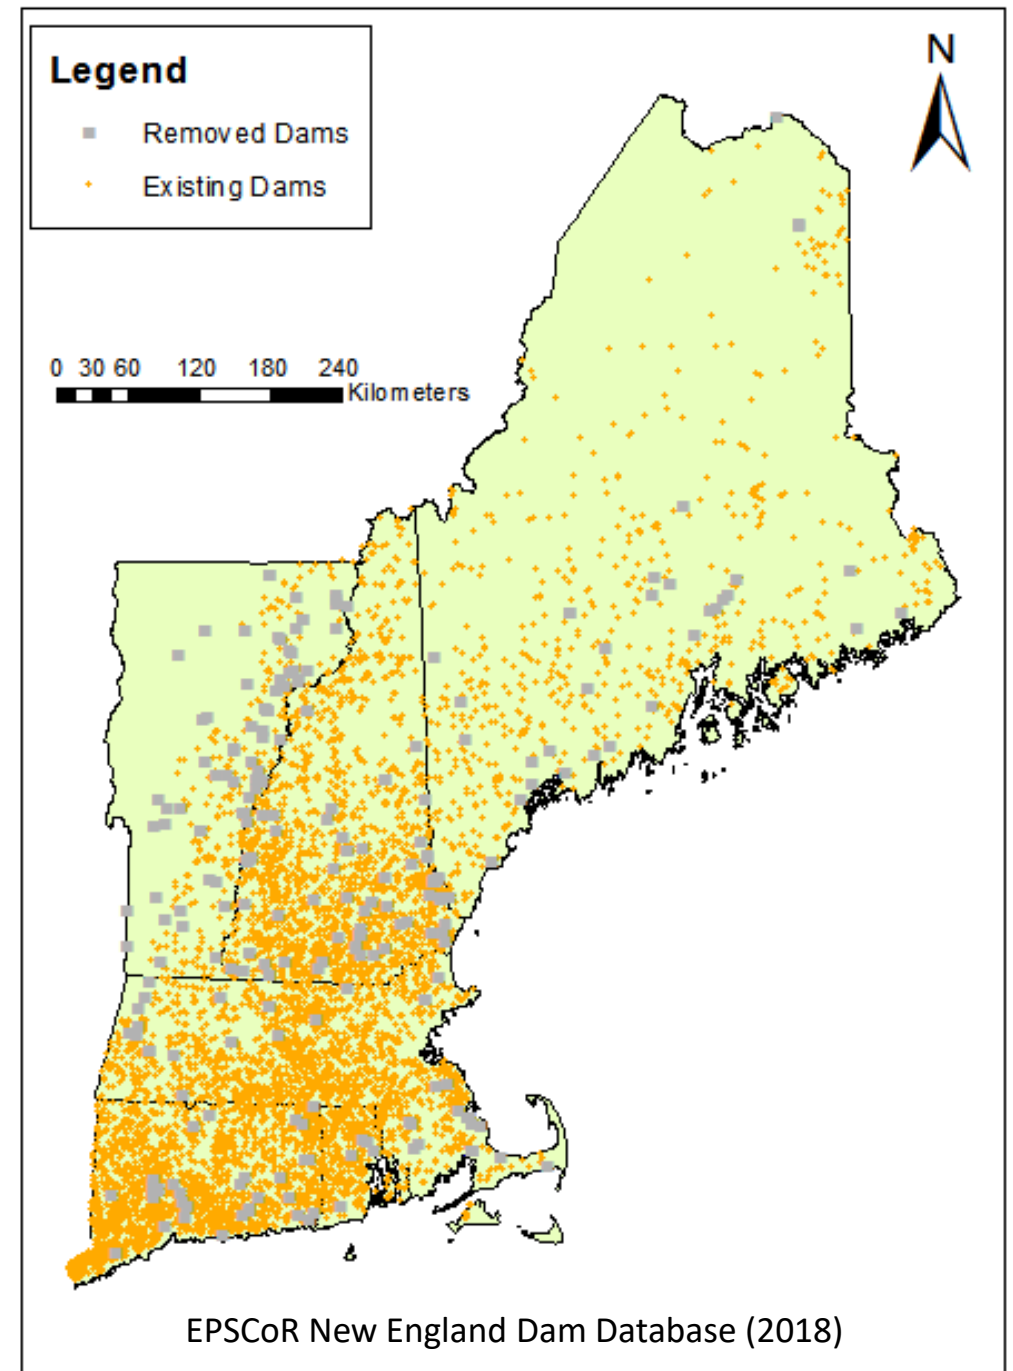 N
Legend
Removed Dams
Existing Dams
0 30 60 120 180 240
Kilometers
EPSCoR New England Dam Database (2018)